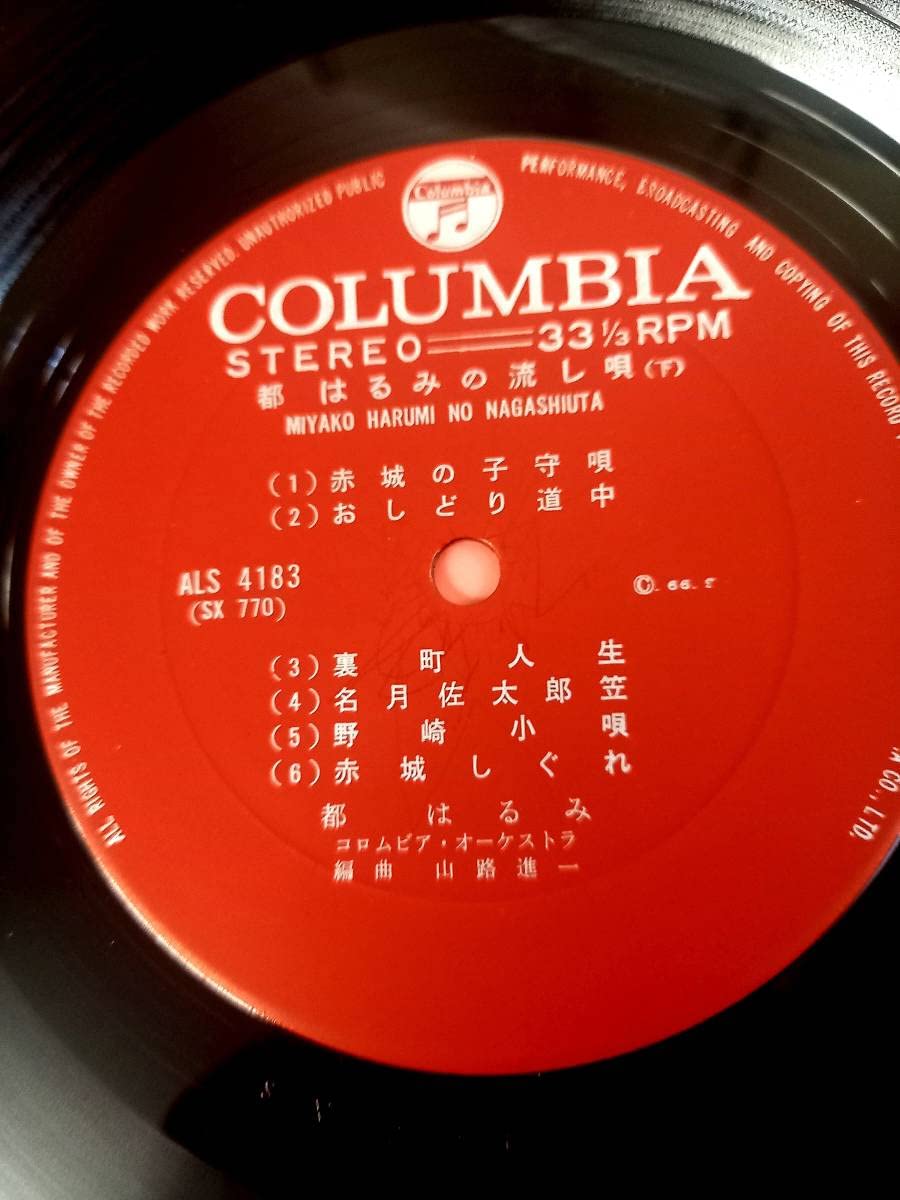 Columbia
COLUMBIA
STEREO 33 1/3 RPM
都 はるみの流し唄(下)
MIYAKO HARUMI NO NAGASHIUTA
(1) 赤城の子守唄
(2) おしどり道中
ALS 4183
(SX 770)
Ⓒ. 66.
(3) 裏町人生
(4) 名月佐太郎笠
(5) 野崎小唄
(6) 赤城しぐれ
都 はるみ
コロムビア・オーケストラ
編曲 山路進一
ALL RIGHTS OF THE MANUFACTURER AND OF THE OWNER OF THE RECORDED WORK RESERVED. UNAUTHORIZED PUBLIC PERFORMANCE, BROADCASTING AND COPYING OF THIS RECORD
CO., LTD.